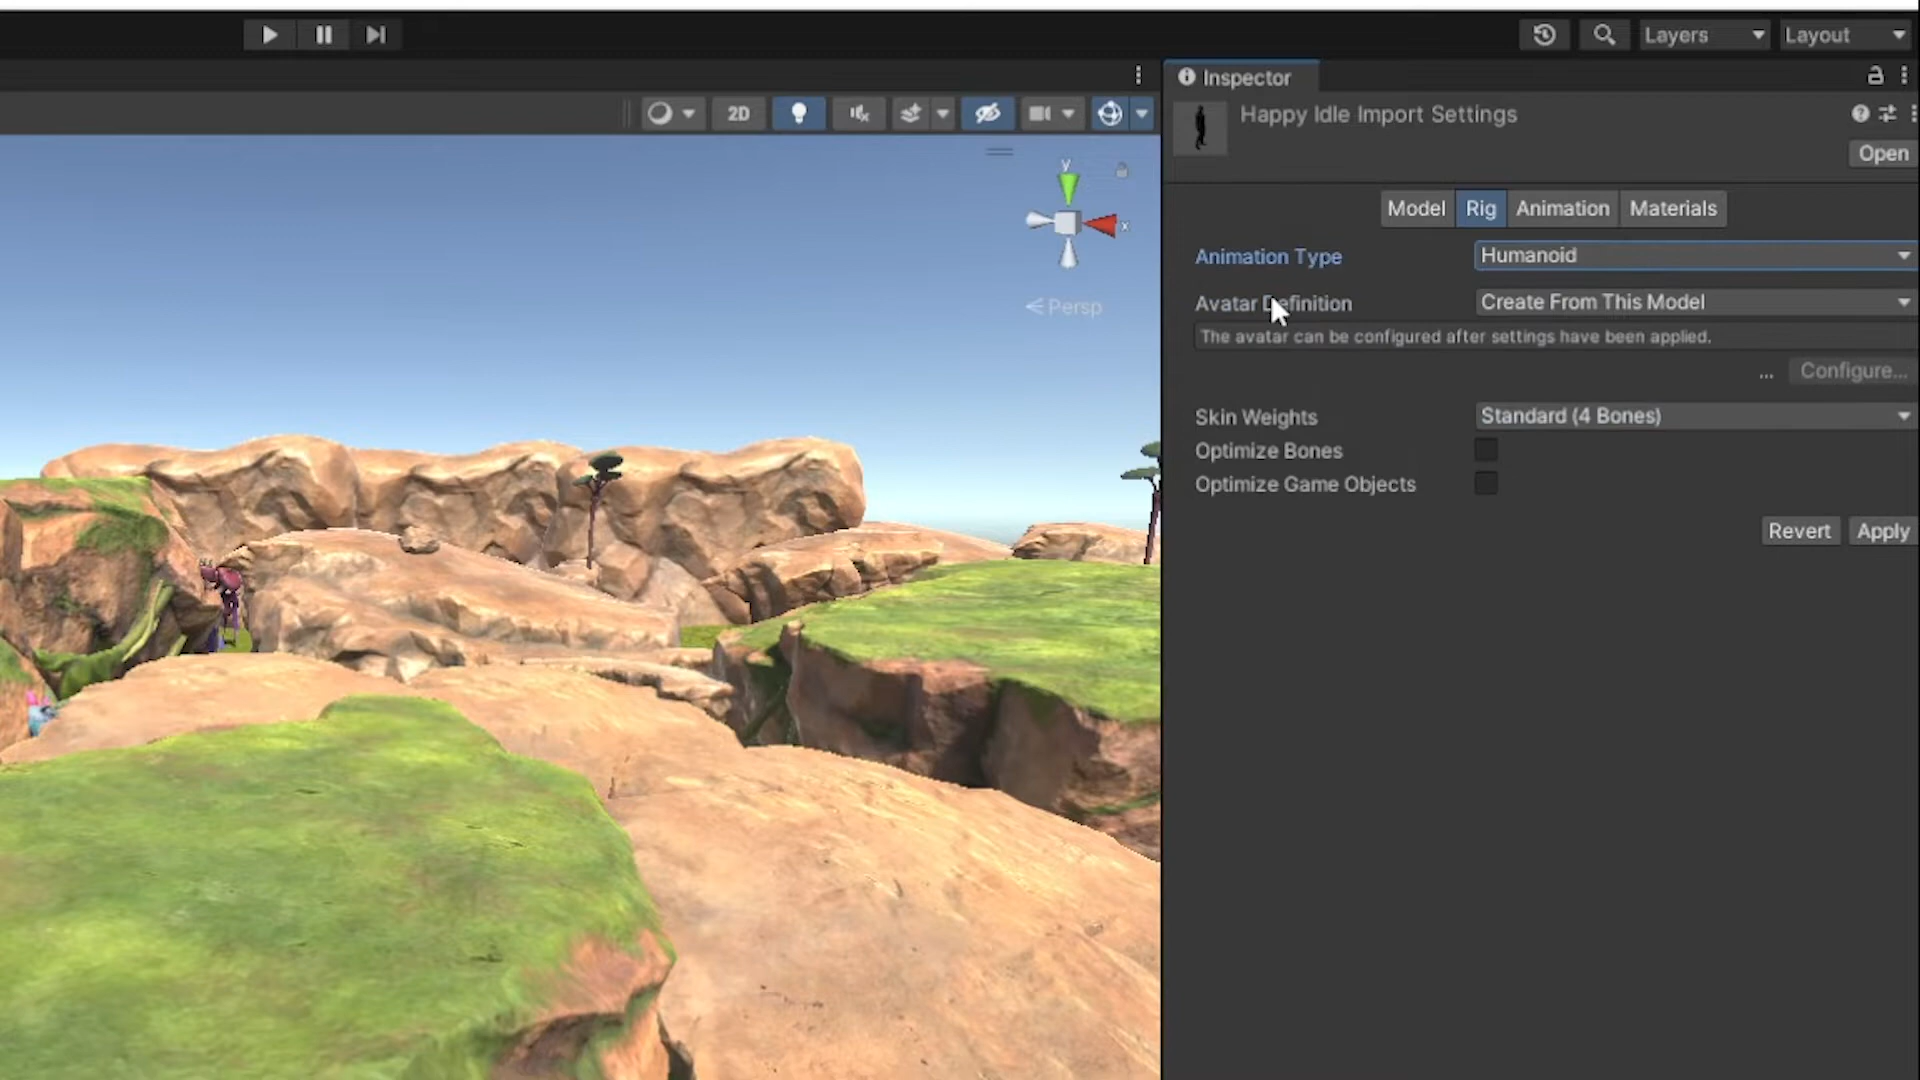 Layers
Layout
Inspector
2D
Happy Idle Import Settings
Open
y
x
Persp
Model
Rig
Animation
Materials
Animation Type
Humanoid
Avatar Definition
Create From This Model
The avatar can be configured after settings have been applied.
...
Configure...
Skin Weights
Standard (4 Bones)
Optimize Bones
Optimize Game Objects
Revert
Apply